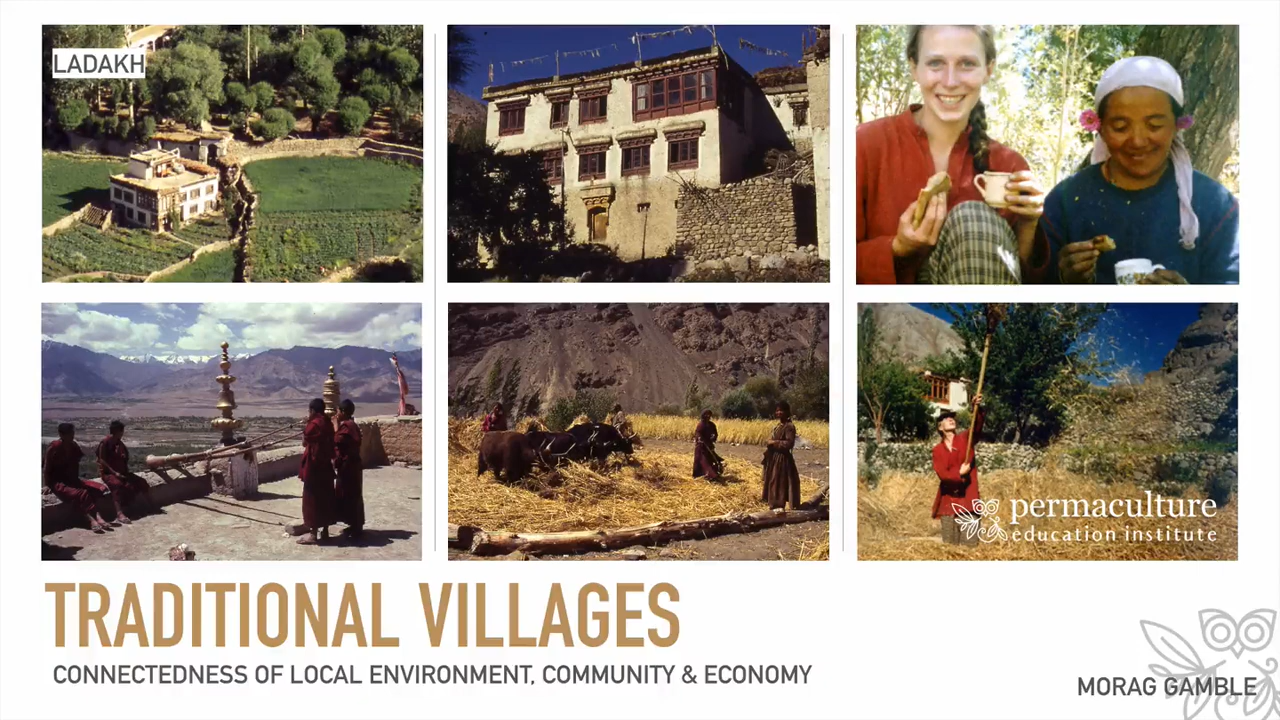 LADAKH
permaculture
education institute
TRADITIONAL VILLAGES
CONNECTEDNESS OF LOCAL ENVIRONMENT, COMMUNITY & ECONOMY
MORAG GAMBLE